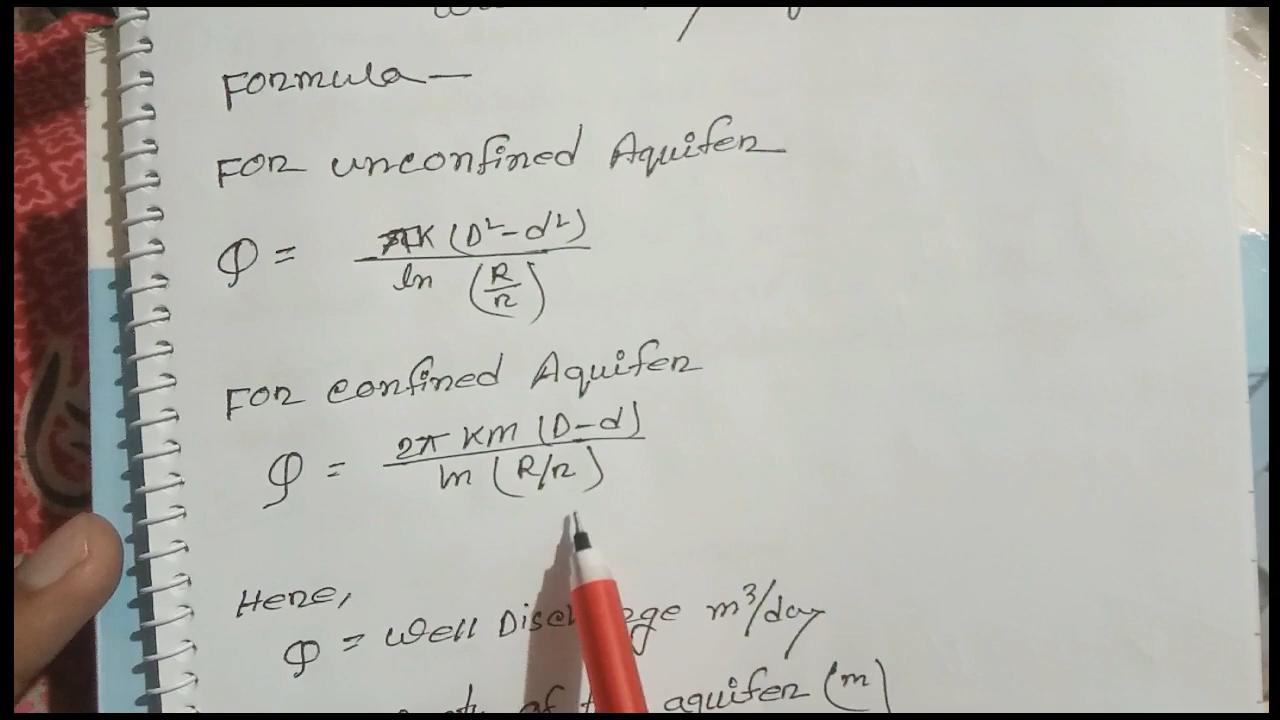 Formula —
For unconfined Aquifer
Q = πK (D² - d²) / ln (R/r)
For confined Aquifer
Q = 2π km (D-d) / ln (R/r)
Here,
Q = Well Disch ge m³/day
of aquifer (m)